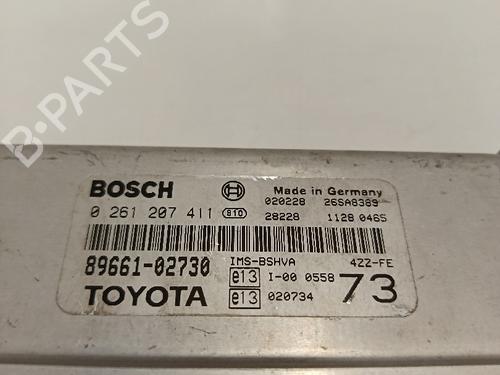 B-PARTS
BOSCH
Made in Germany
020228 26SA8389
0 261 207 411 B10 28228 1128 0465
89661-02730 IMS-BSHVA 4ZZ-FE
e13 I-00 0558 73
TOYOTA e13 020734